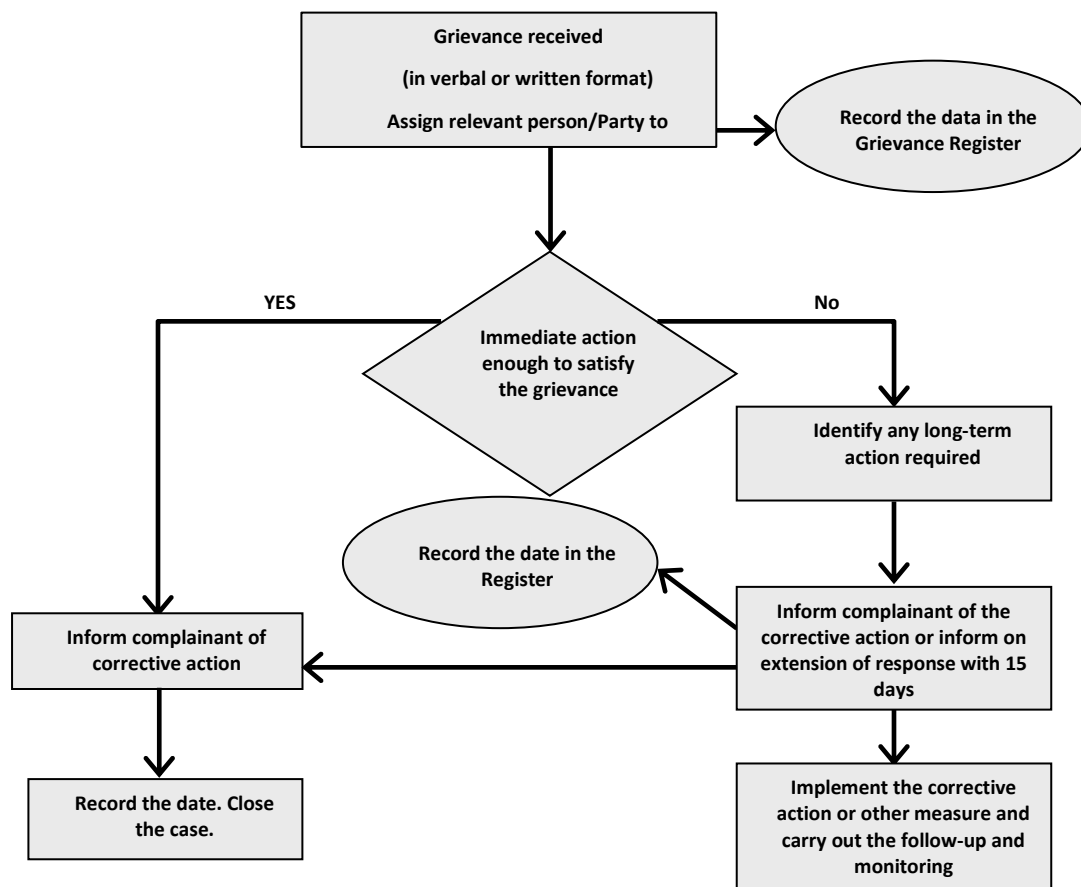 Grievance received
(in verbal or written format)
Assign relevant person/Party to
Record the data in the
Grievance Register
YES
No
Immediate action
enough to satisfy
the grievance
Identify any long-term
action required
Record the date in the
Register
Inform complainant of
corrective action
Inform complainant of the
corrective action or inform on
extension of response with 15
days
Record the date. Close
the case.
Implement the corrective
action or other measure and
carry out the follow-up and
monitoring